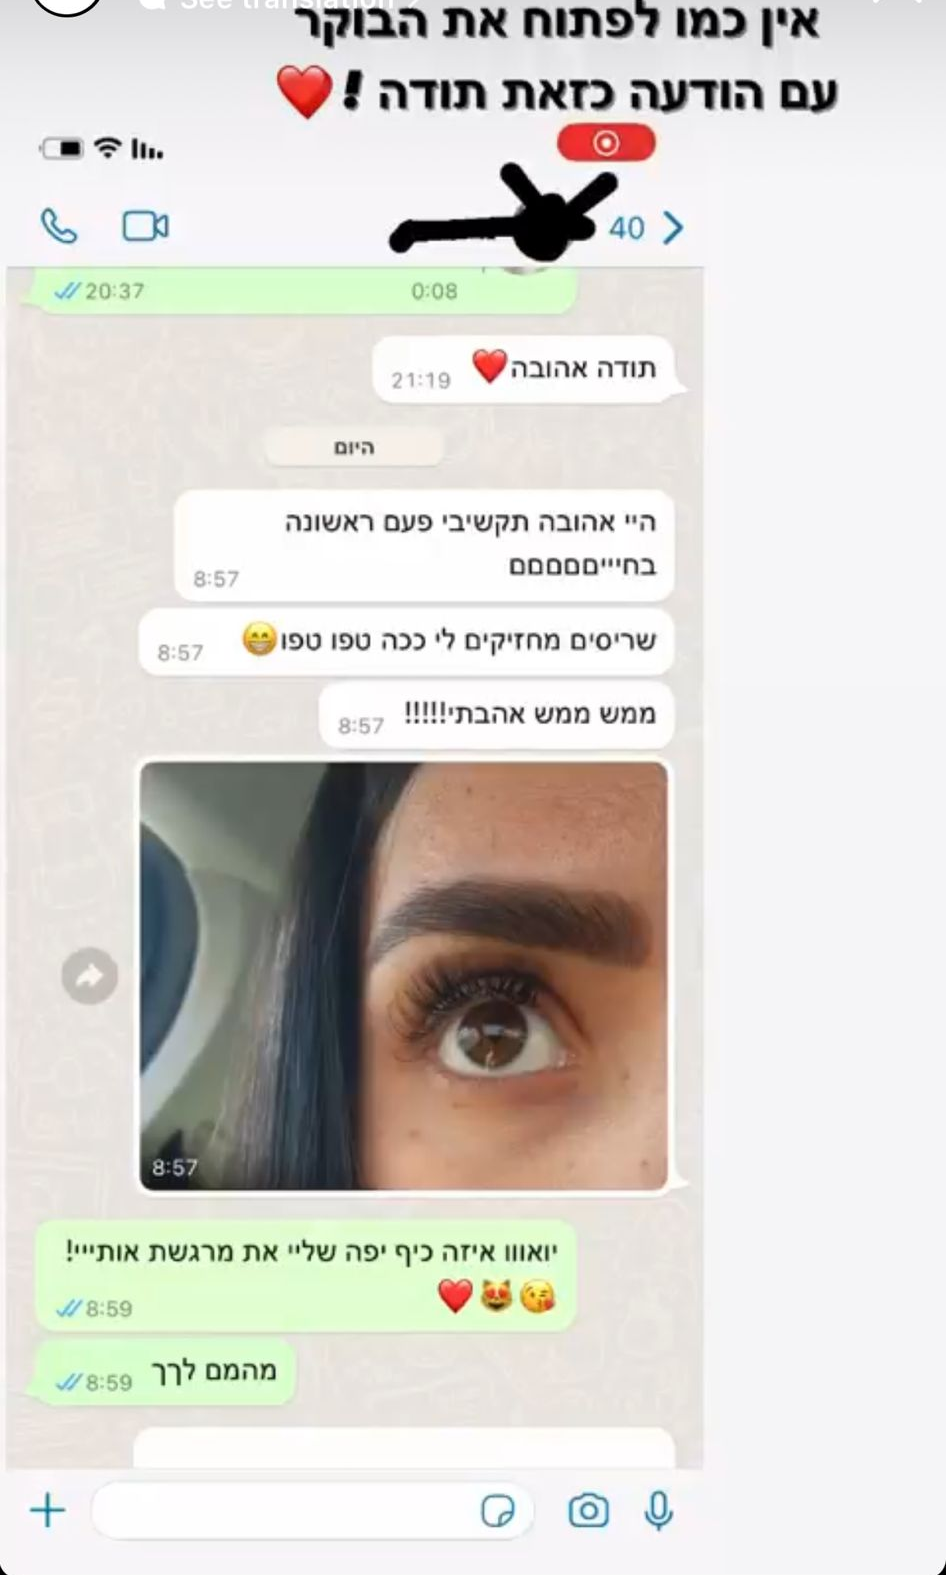 See translation
אין כמו לפתוח את הבוקר
עם הודעה כזאת תודה !❤️
40
20:37
0:08
תודה אהובה❤️
21:19
היום
היי אהובה תקשיבי פעם ראשונה
בחיייםםםםםם
8:57
שריסים מחזיקים לי ככה טפו טפו😁
8:57
ממש ממש אהבתי!!!!!
8:57
8:57
יואווו איזה כיף יפה שליי את מרגשת אותייי!
😘😻❤️
8:59
מהמם לךך
8:59